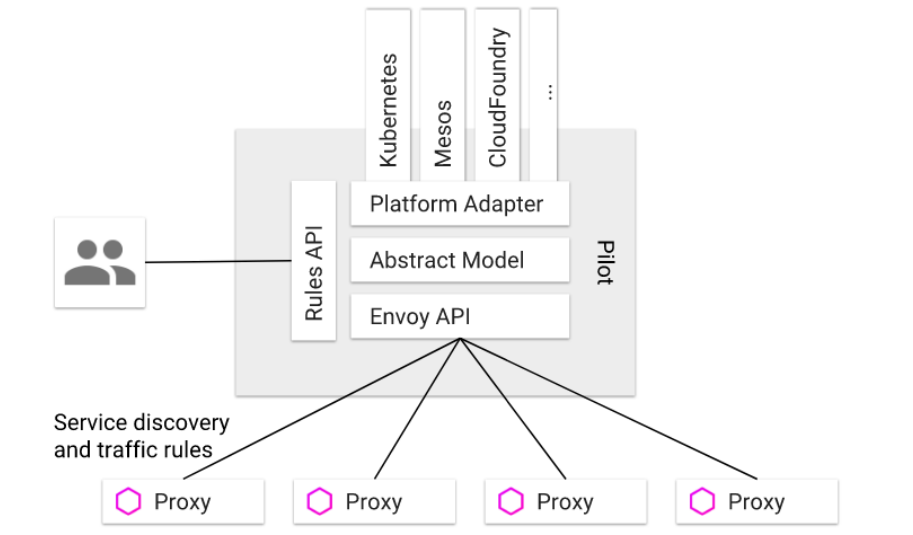 Kubernetes
Mesos
CloudFoundry
...
Platform Adapter
Rules API
Abstract Model
Pilot
Envoy API
Service discovery
and traffic rules
Proxy
Proxy
Proxy
Proxy